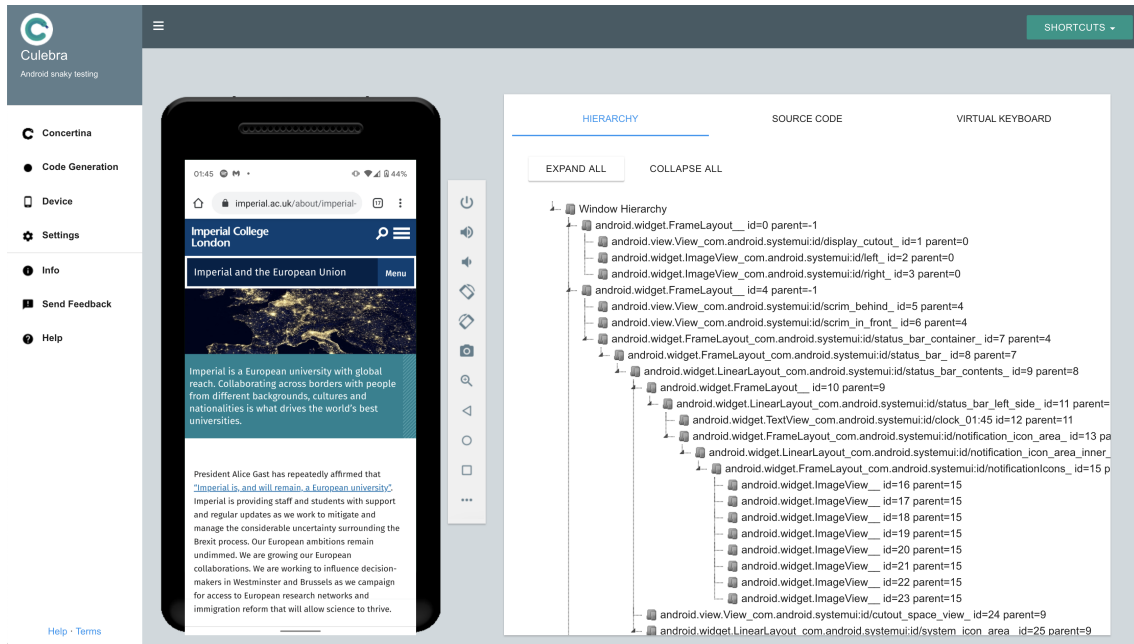 Culebra
Android snaky testing
SHORTCUTS
Concertina
Code Generation
Device
Settings
Info
Send Feedback
Help
Help · Terms
01:45
44%
imperial.ac.uk/about/imperial-
17
Imperial College
London
Imperial and the European Union
Menu
Imperial is a European university with global
reach. Collaborating across borders with people
from different backgrounds, cultures and
nationalities is what drives the world's best
universities.
President Alice Gast has repeatedly affirmed that
"Imperial is, and will remain, a European university".
Imperial is providing staff and students with support
and regular updates as we work to mitigate and
manage the considerable uncertainty surrounding the
Brexit process. Our European ambitions remain
undimmed. We are growing our European
collaborations. We are working to influence decision-
makers in Westminster and Brussels as we campaign
for access to European research networks and
immigration reform that will allow science to thrive.
HIERARCHY
SOURCE CODE
VIRTUAL KEYBOARD
EXPAND ALL
COLLAPSE ALL
Window Hierarchy
android.widget.FrameLayout__ id=0 parent=-1
android.view.View_com.android.systemui:id/display_cutout_ id=1 parent=0
android.widget.ImageView_com.android.systemui:id/left_ id=2 parent=0
android.widget.ImageView_com.android.systemui:id/right_ id=3 parent=0
android.widget.FrameLayout__ id=4 parent=-1
android.view.View_com.android.systemui:id/scrim_behind_ id=5 parent=4
android.view.View_com.android.systemui:id/scrim_in_front_ id=6 parent=4
android.widget.FrameLayout_com.android.systemui:id/status_bar_container_ id=7 parent=4
android.widget.FrameLayout_com.android.systemui:id/status_bar_ id=8 parent=7
android.widget.LinearLayout_com.android.systemui:id/status_bar_contents_ id=9 parent=8
android.widget.FrameLayout__ id=10 parent=9
android.widget.LinearLayout_com.android.systemui:id/status_bar_left_side_ id=11 parent=
android.widget.TextView_com.android.systemui:id/clock_01:45 id=12 parent=11
android.widget.FrameLayout_com.android.systemui:id/notification_icon_area_ id=13 pa
android.widget.LinearLayout_com.android.systemui:id/notification_icon_area_inner_
android.widget.FrameLayout_com.android.systemui:id/notificationIcons_ id=15 p
android.widget.ImageView__ id=16 parent=15
android.widget.ImageView__ id=17 parent=15
android.widget.ImageView__ id=18 parent=15
android.widget.ImageView__ id=19 parent=15
android.widget.ImageView__ id=20 parent=15
android.widget.ImageView__ id=21 parent=15
android.widget.ImageView__ id=22 parent=15
android.widget.ImageView__ id=23 parent=15
android.view.View_com.android.systemui:id/cutout_space_view_ id=24 parent=9
android.widget.LinearLayout_com.android.systemui:id/system_icon_area_ id=25 parent=9